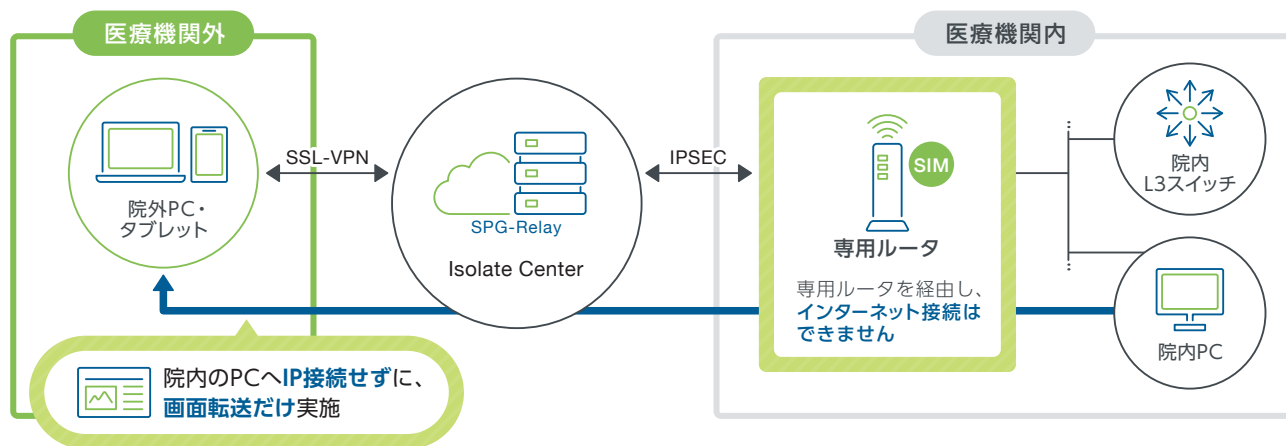 医療機関外
医療機関内
院外PC・
タブレット
SSL-VPN
SPG-Relay
Isolate Center
IPSEC
SIM
専用ルータ
専用ルータを経由し、
インターネット接続は
できません
院内
L3スイッチ
院内PC
院内のPCへIP接続せずに、
画面転送だけ実施